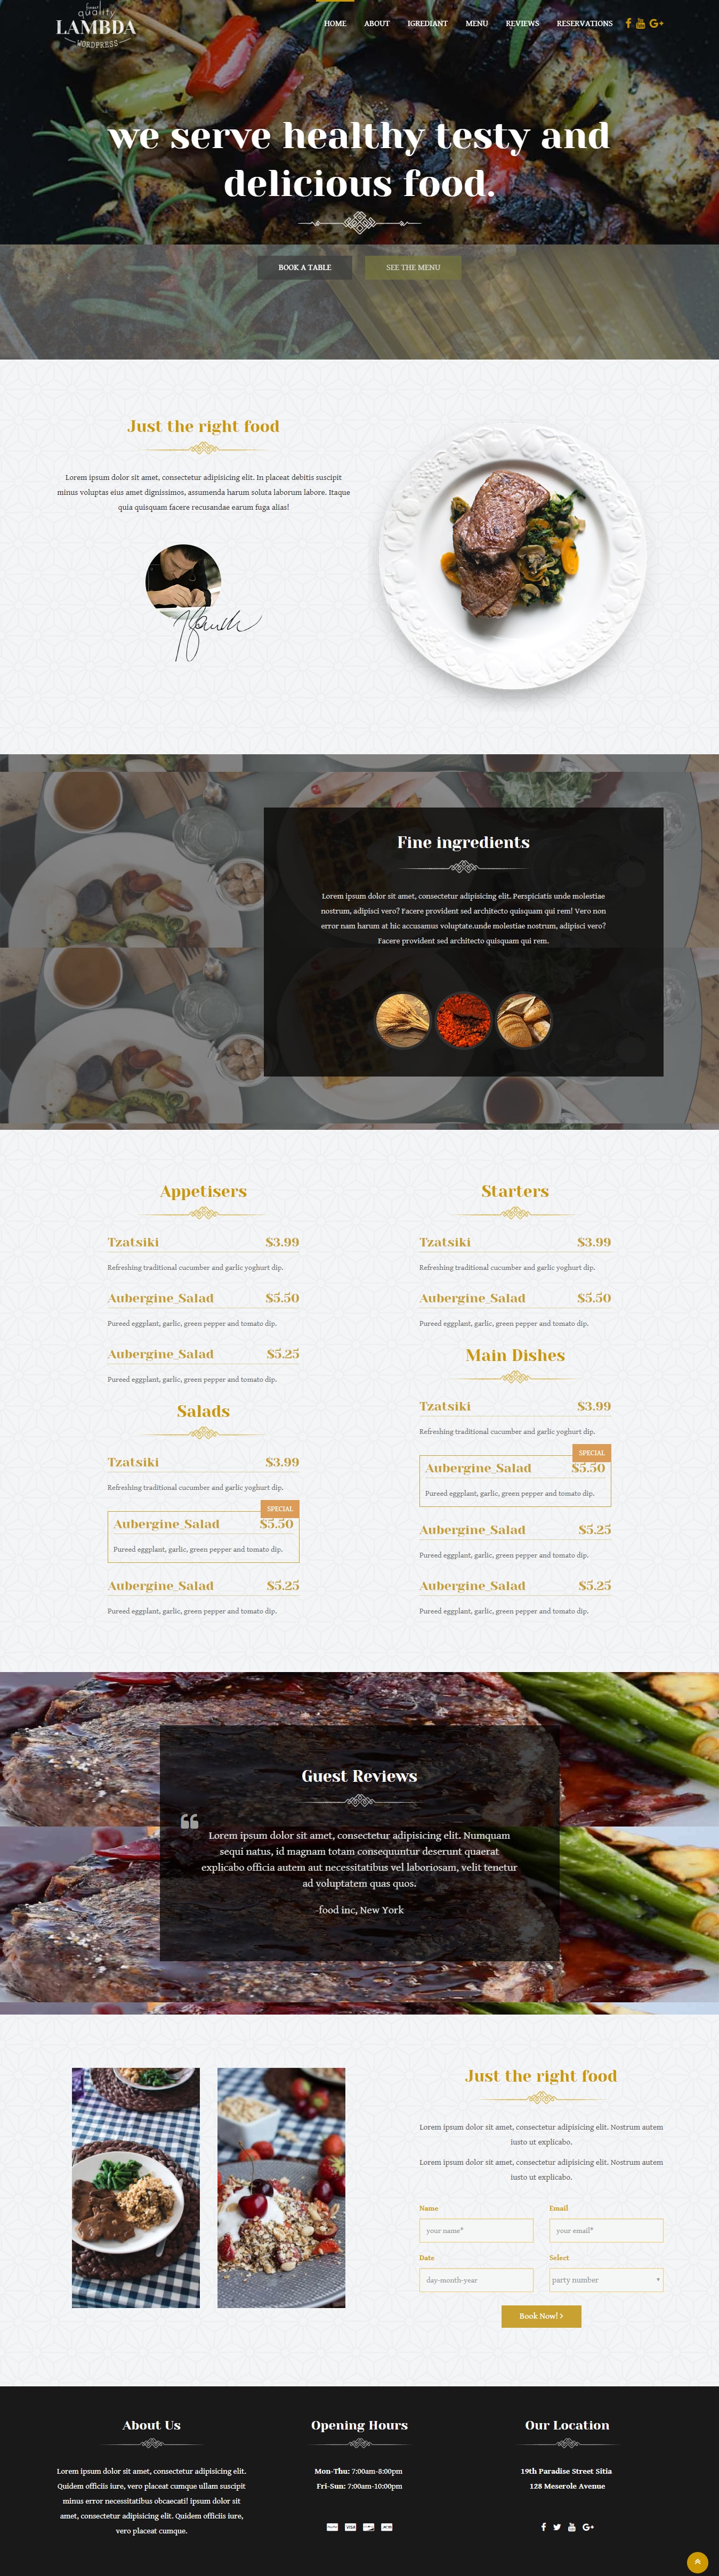 finest
quality
LAMBDA
WORDPRESS
HOME ABOUT IGREDIANT MENU REVIEWS RESERVATIONS
we serve healthy testy and
delicious food.
BOOK A TABLE SEE THE MENU
Just the right food
Lorem ipsum dolor sit amet, consectetur adipisicing elit. In placeat debitis suscipit
minus voluptas eius amet dignissimos, assumenda harum soluta laborum labore. Itaque
quia quisquam facere recusandae earum fuga alias!
Fine ingredients
Lorem ipsum dolor sit amet, consectetur adipisicing elit. Perspiciatis unde molestiae
nostrum, adipisci vero? Facere provident sed architecto quisquam qui rem! Vero non
error nam harum at hic accusamus voluptate.unde molestiae nostrum, adipisci vero?
Facere provident sed architecto quisquam qui rem.
Appetisers
Tzatsiki $3.99
Refreshing traditional cucumber and garlic yoghurt dip.
Aubergine_Salad $5.50
Pureed eggplant, garlic, green pepper and tomato dip.
Aubergine_Salad $5.25
Pureed eggplant, garlic, green pepper and tomato dip.
Salads
Tzatsiki $3.99
Refreshing traditional cucumber and garlic yoghurt dip.
SPECIAL
Aubergine_Salad $5.50
Pureed eggplant, garlic, green pepper and tomato dip.
Aubergine_Salad $5.25
Pureed eggplant, garlic, green pepper and tomato dip.
Starters
Tzatsiki $3.99
Refreshing traditional cucumber and garlic yoghurt dip.
Aubergine_Salad $5.50
Pureed eggplant, garlic, green pepper and tomato dip.
Main Dishes
Tzatsiki $3.99
Refreshing traditional cucumber and garlic yoghurt dip.
SPECIAL
Aubergine_Salad $5.50
Pureed eggplant, garlic, green pepper and tomato dip.
Aubergine_Salad $5.25
Pureed eggplant, garlic, green pepper and tomato dip.
Aubergine_Salad $5.25
Pureed eggplant, garlic, green pepper and tomato dip.
Guest Reviews
Lorem ipsum dolor sit amet, consectetur adipisicing elit. Numquam
sequi natus, id magnam totam consequuntur deserunt quaerat
explicabo officia autem aut necessitatibus vel laboriosam, velit tenetur
ad voluptatem quas quos.
-food inc, New York
Just the right food
Lorem ipsum dolor sit amet, consectetur adipisicing elit. Nostrum autem
iusto ut explicabo.
Lorem ipsum dolor sit amet, consectetur adipisicing elit. Nostrum autem
iusto ut explicabo.
Name Email
your name* your email*
Date Select
day-month-year party number
Book Now!
About Us
Lorem ipsum dolor sit amet, consectetur adipisicing elit.
Quidem officiis iure, vero placeat cumque ullam suscipit
minus error necessitatibus obcaecati! ipsum dolor sit
amet, consectetur adipisicing elit. Quidem officiis iure,
vero placeat cumque.
Opening Hours
Mon-Thu: 7:00am-8:00pm
Fri-Sun: 7:00am-10:00pm
Our Location
19th Paradise Street Sitia
128 Meserole Avenue